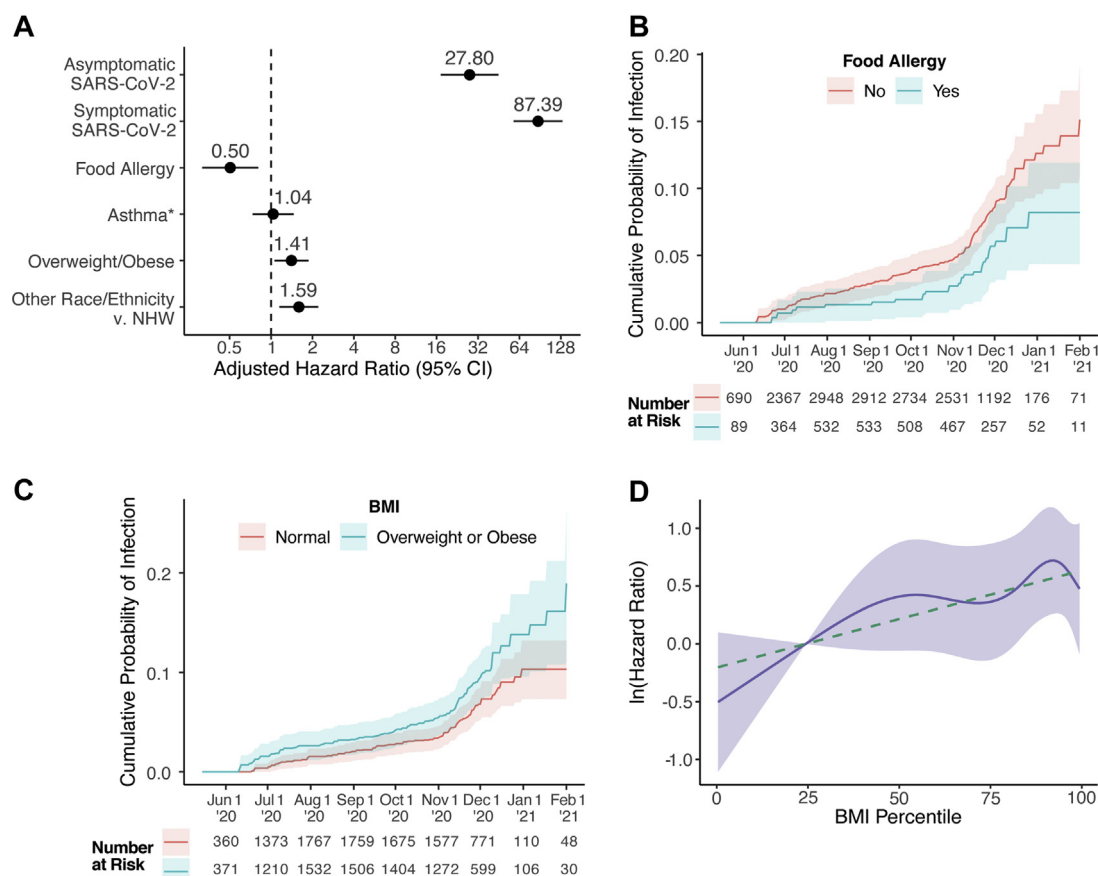 A
Asymptomatic
SARS-CoV-2
27.80
Symptomatic
SARS-CoV-2
87.39
Food Allergy
0.50
Asthma*
1.04
Overweight/Obese
1.41
Other Race/Ethnicity
v. NHW
1.59
0.5 1 2 4 8 16 32 64 128
Adjusted Hazard Ratio (95% CI)
B
Cumulative Probability of Infection
0.20
0.15
0.10
0.05
0.00
Food Allergy
No Yes
Jun 1 Jul 1 Aug 1 Sep 1 Oct 1 Nov 1 Dec 1 Jan 1 Feb 1
'20 '20 '20 '20 '20 '20 '20 '21 '21
Number
at Risk
690 2367 2948 2912 2734 2531 1192 176 71
89 364 532 533 508 467 257 52 11
C
Cumulative Probability of Infection
0.2
0.1
0.0
BMI
Normal Overweight or Obese
Jun 1 Jul 1 Aug 1 Sep 1 Oct 1 Nov 1 Dec 1 Jan 1 Feb 1
'20 '20 '20 '20 '20 '20 '20 '21 '21
Number
at Risk
360 1373 1767 1759 1675 1577 771 110 48
371 1210 1532 1506 1404 1272 599 106 30
D
ln(Hazard Ratio)
1.0
0.5
0.0
-0.5
-1.0
0 25 50 75 100
BMI Percentile